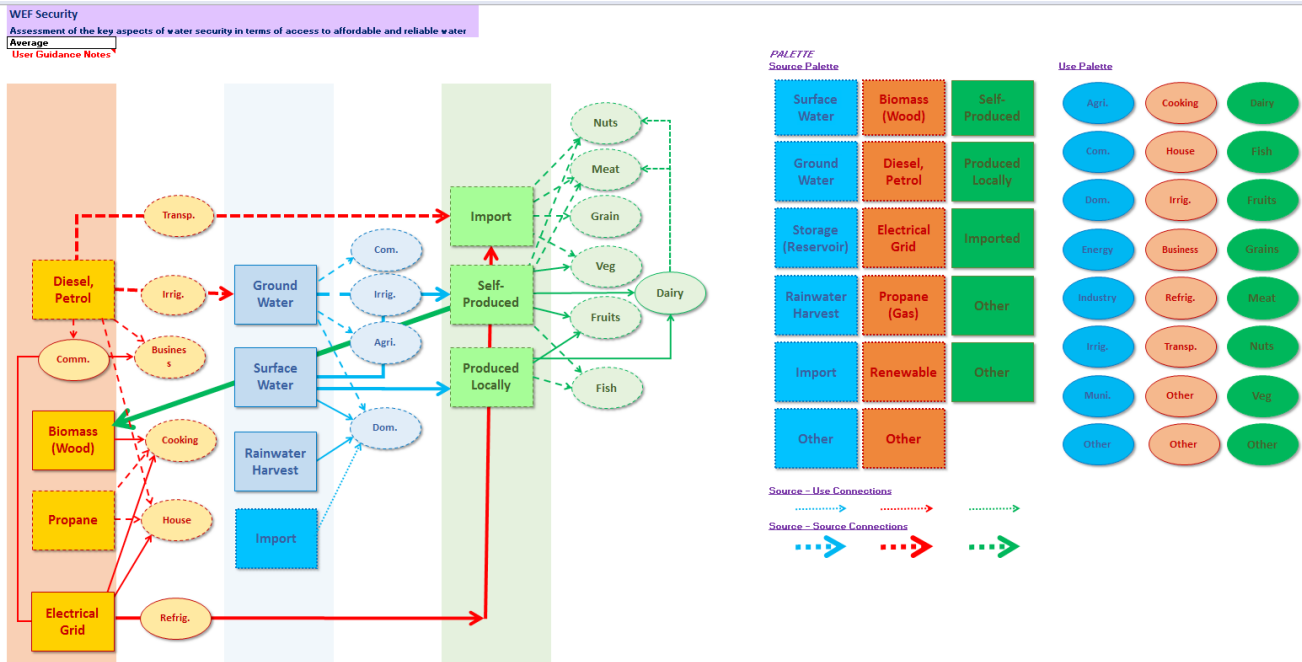 WEF Security
Assessment of the key aspects of water security in terms of access to affordable and reliable water
Average
User Guidance Notes
Transp.
Import
Diesel,
Petrol
Irrig.
Ground
Water
Com.
Irrig.
Self-
Produced
Nuts
Meat
Grain
Veg
Fruits
Fish
Dairy
Comm.
Busines
s
Surface
Water
Agri.
Produced
Locally
Biomass
(Wood)
Cooking
Rainwater
Harvest
Dom.
Propane
House
Import
Electrical
Grid
Refrig.
PALETTE
Source Palette
Surface
Water
Biomass
(Wood)
Self-
Produced
Ground
Water
Diesel,
Petrol
Produced
Locally
Storage
(Reservoir)
Electrical
Grid
Imported
Rainwater
Harvest
Propane
(Gas)
Other
Import
Renewable
Other
Other
Other
Source - Use Connections
Source - Source Connections
Use Palette
Agri.
Cooking
Dairy
Com.
House
Fish
Dom.
Irrig.
Fruits
Energy
Business
Grains
Industry
Refrig.
Meat
Irrig.
Transp.
Nuts
Muni.
Other
Veg
Other
Other
Other